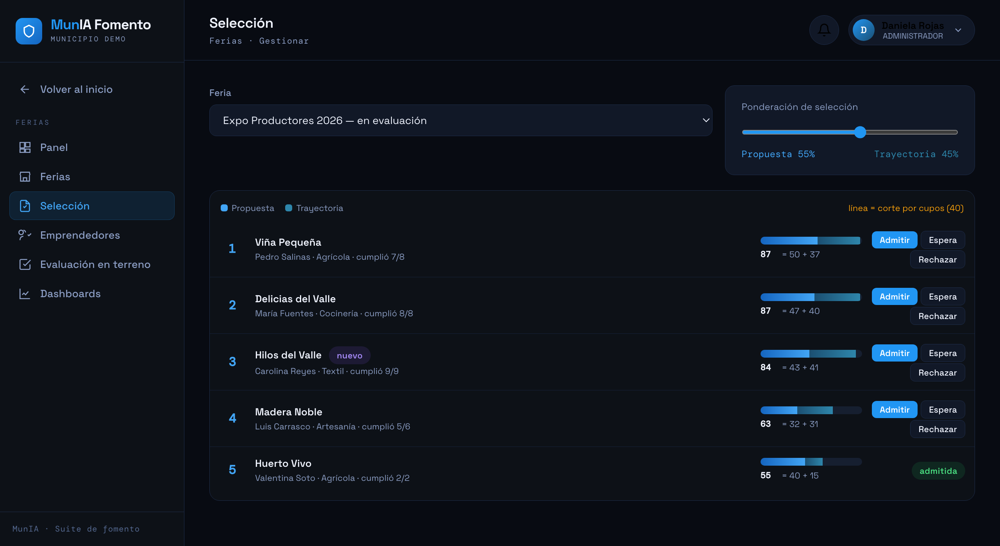 MunIA Fomento
MUNICIPIO DEMO
Volver al inicio
FERIAS
Panel
Ferias
Selección
Emprendedores
Evaluación en terreno
Dashboards
MunIA · Suite de fomento
Selección
Ferias · Gestionar
D
Daniela Rojas
ADMINISTRADOR
Feria
Expo Productores 2026 — en evaluación
Ponderación de selección
Propuesta 55% Trayectoria 45%
Propuesta Trayectoria línea = corte por cupos (40)
1
Viña Pequeña
Pedro Salinas · Agrícola · cumplió 7/8
87 = 50 + 37
Admitir Espera
Rechazar
2
Delicias del Valle
María Fuentes · Cocinería · cumplió 8/8
87 = 47 + 40
Admitir Espera
Rechazar
3
Hilos del Valle nuevo
Carolina Reyes · Textil · cumplió 9/9
84 = 43 + 41
Admitir Espera
Rechazar
4
Madera Noble
Luis Carrasco · Artesanía · cumplió 5/6
63 = 32 + 31
Admitir Espera
Rechazar
5
Huerto Vivo
Valentina Soto · Agrícola · cumplió 2/2
55 = 40 + 15
admitida